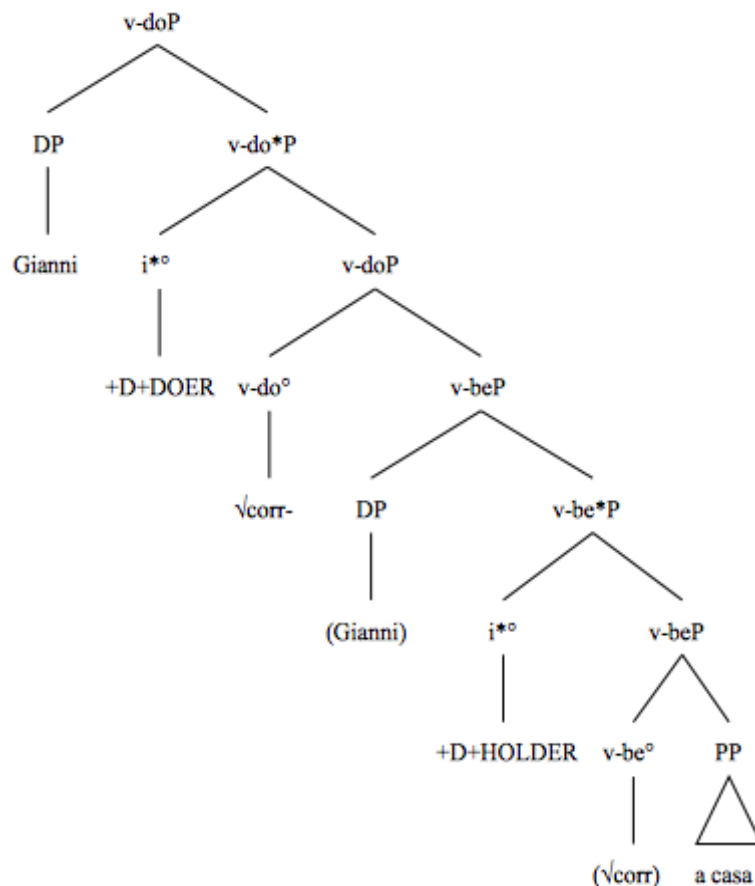 v-doP
DP v-do*P
Gianni i*° v-doP
+D+DOER v-do° v-beP
√corr- DP v-be*P
(Gianni) i*° v-beP
+D+HOLDER v-be° PP
(√corr) a casa